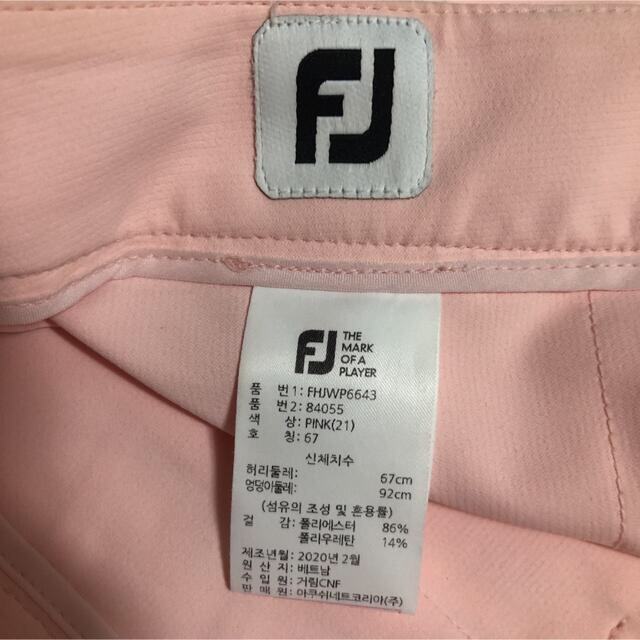 FJ
FJ
THE
MARK
OF A
PLAYER
품 번1: FHJWP6643
품 번2: 84055
색 상: PINK(21)
호 칭: 67
신체치수
허리둘레: 67cm
엉덩이둘레: 92cm
(섬유의 조성 및 혼용률)
겉 감: 폴리에스터 86%
폴리우레탄 14%
제조년월: 2020년 2월
원 산 지: 베트남
수 입 원: 거림CNF
판 매 원: 아쿠쉬네트코리아(주)